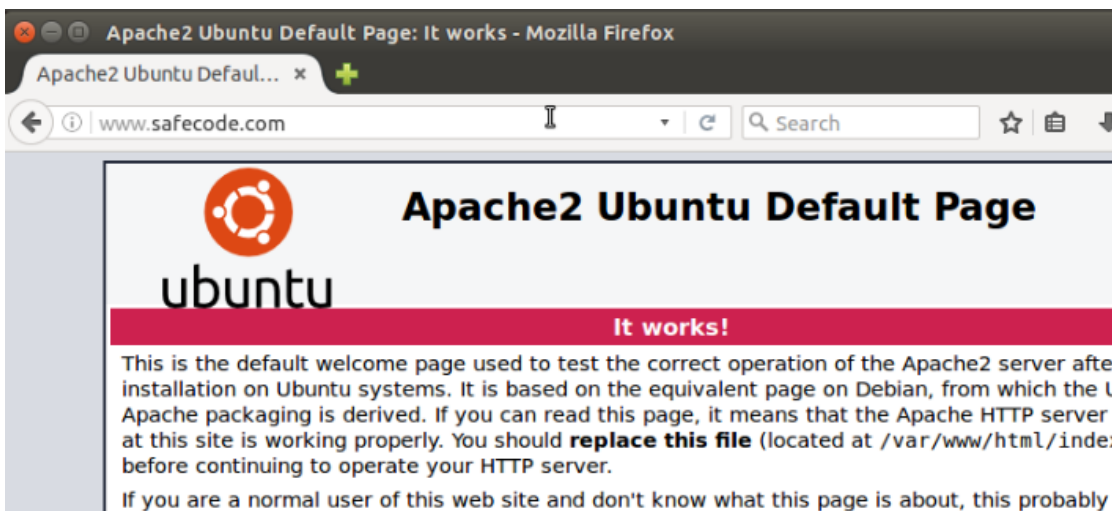 Apache2 Ubuntu Default Page: It works - Mozilla Firefox
Apache2 Ubuntu Defaul... ×
www.safecode.com
Search
Apache2 Ubuntu Default Page
ubuntu
It works!
This is the default welcome page used to test the correct operation of the Apache2 server afte
installation on Ubuntu systems. It is based on the equivalent page on Debian, from which the U
Apache packaging is derived. If you can read this page, it means that the Apache HTTP server
at this site is working properly. You should replace this file (located at /var/www/html/index
before continuing to operate your HTTP server.
If you are a normal user of this web site and don't know what this page is about, this probably